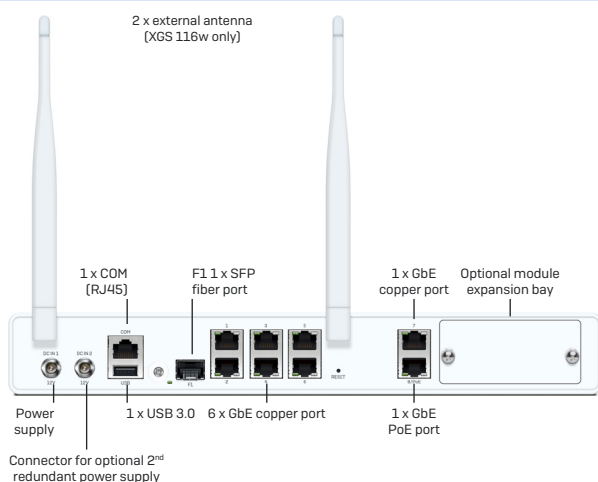 2 x external antenna
(XGS 116w only)
1 x COM
(RJ45)
F1 1 x SFP
fiber port
1 x GbE
copper port
Optional module
expansion bay
COM
1
3
5
7
DC IN 1
DC IN 2
12V
12V
USB
F1
2
4
6
RESET
8/PoE
Power
supply
1 x USB 3.0
6 x GbE copper port
1 x GbE
PoE port
Connector for optional 2nd
redundant power supply